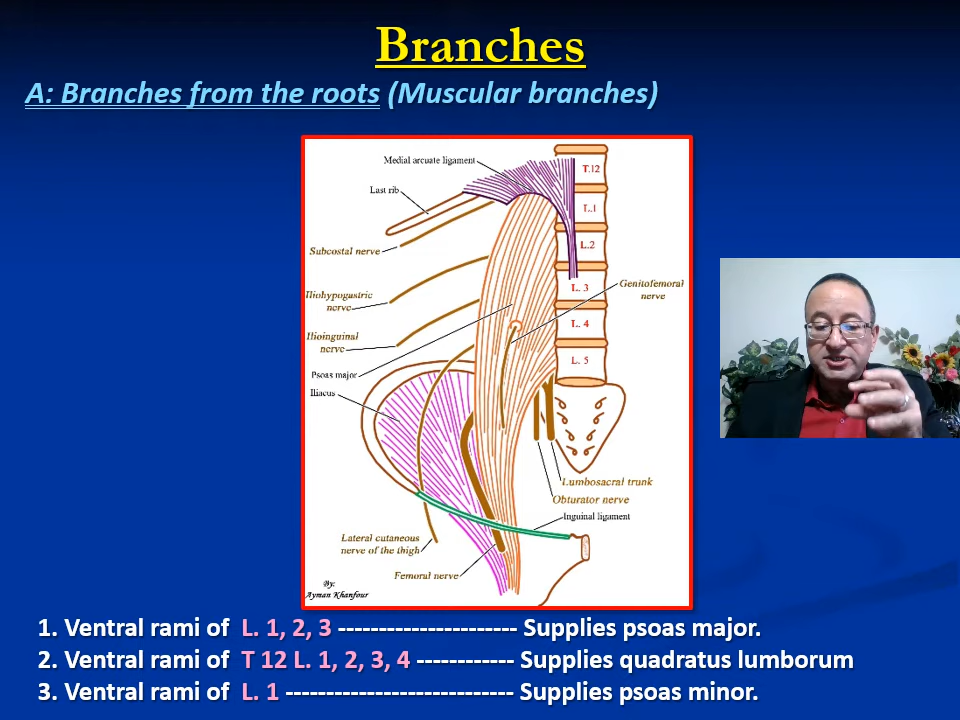 Branches
A: Branches from the roots (Muscular branches)
Medial arcuate ligament
T.12
Last rib
L.1
L.2
Subcostal nerve
L. 3
Genitofemoral
nerve
Iliohypogastric
nerve
L. 4
Ilioinguinal
nerve
L. 5
Psoas major
Iliacus
Lumbosacral trunk
Obturator nerve
Inguinal ligament
Lateral cutaneous
nerve of the thigh
Femoral nerve
By:
Ayman Khanfour
1. Ventral rami of L. 1, 2, 3 ---------------------- Supplies psoas major.
2. Ventral rami of T 12 L. 1, 2, 3, 4 ------------ Supplies quadratus lumborum
3. Ventral rami of L. 1 ---------------------------- Supplies psoas minor.